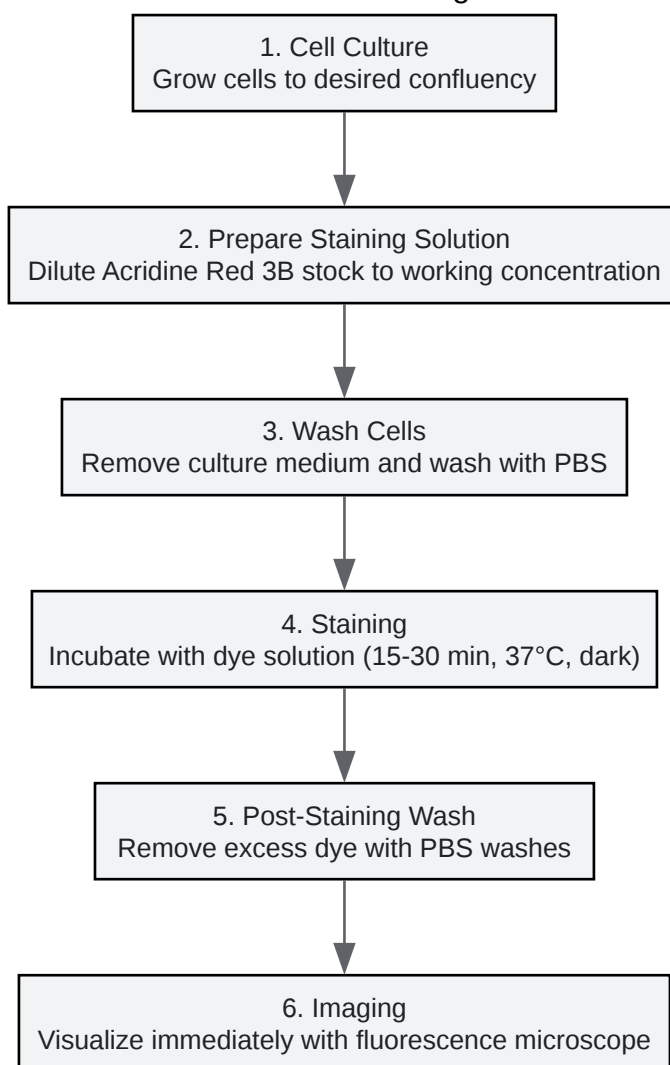 1. Cell Culture
Grow cells to desired confluency
2. Prepare Staining Solution
Dilute Acridine Red 3B stock to working concentration
3. Wash Cells
Remove culture medium and wash with PBS
4. Staining
Incubate with dye solution (15-30 min, 37°C, dark)
5. Post-Staining Wash
Remove excess dye with PBS washes
6. Imaging
Visualize immediately with fluorescence microscope